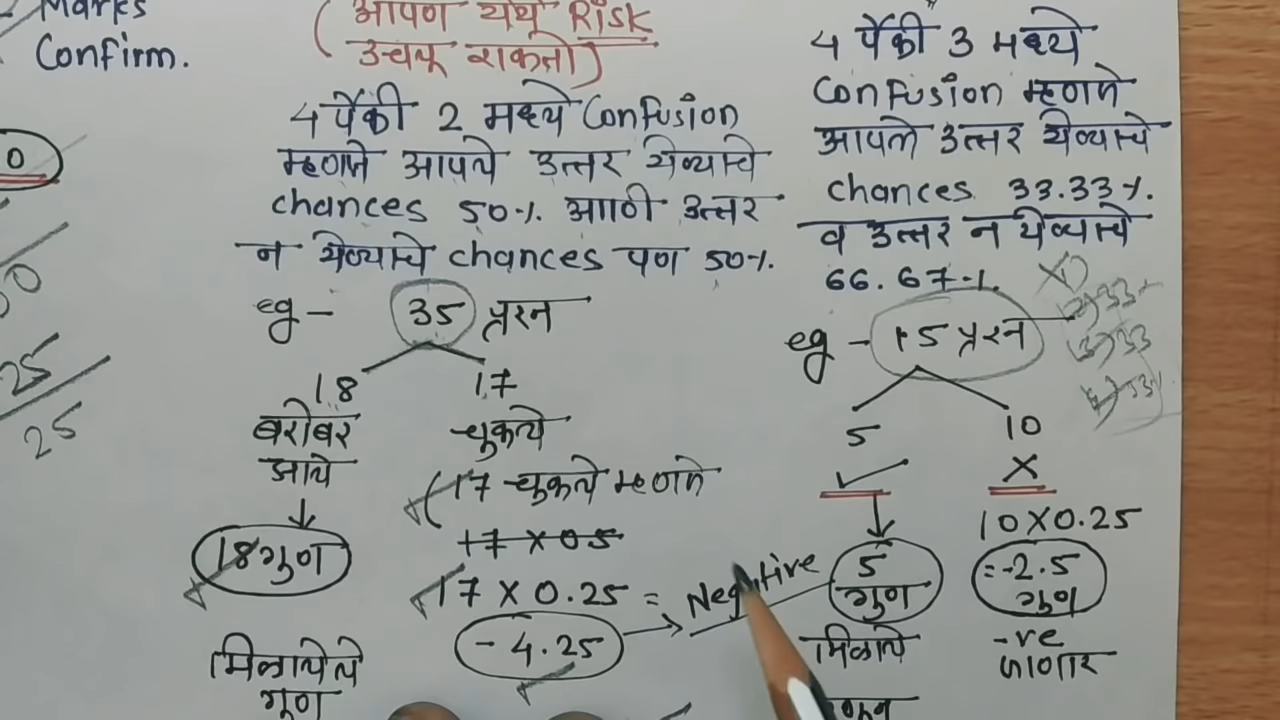 Marks
Confirm.
0
25
25
(आपण येथे Risk
उचलू शकतो)
4 पैकी 2 मध्ये Confusion
म्हणजे आपले उत्तर येण्याचे
chances 50%. आणी उत्तर
न येण्याचे chances पण 50%.
eg - 35 प्रश्न
18 17
बरोबर चुकले
आले
(17 चुकले म्हणजे
18 गुण
17 X 0.5
17 X 0.25 =
- 4.25 → Negative
मिळालेले
गुण
4 पैकी 3 मध्ये
Confusion म्हणजे
आपले उत्तर येण्याचे
chances 33.33%.
व उत्तर न येण्याचे
66.67%.
eg - 15 प्रश्न
5 10
✓ X
10 X 0.25
5 = -2.5
गुण गुण
मिळाले -ve
जाणार